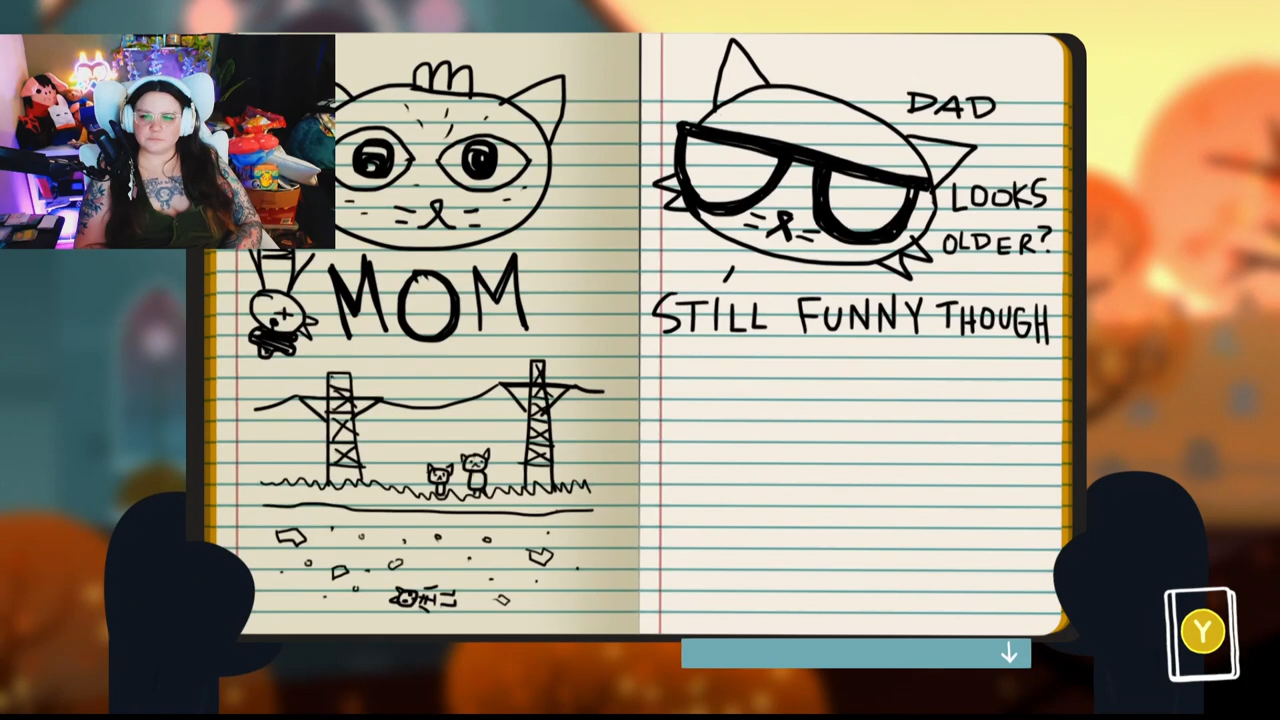 MOM
DAD
LOOKS
OLDER?
STILL FUNNY THOUGH
Y